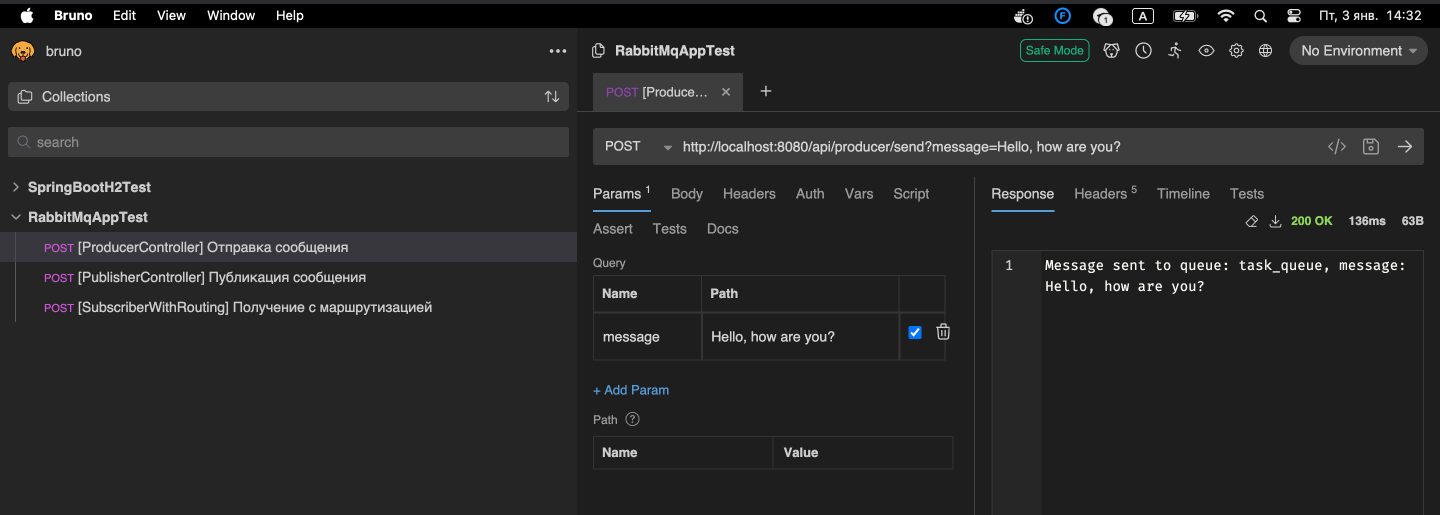 Bruno Edit View Window Help
F 1 A Пт, 3 янв. 14:32
bruno
Collections
search
SpringBootH2Test
RabbitMqAppTest
POST [ProducerController] Отправка сообщения
POST [PublisherController] Публикация сообщения
POST [SubscriberWithRouting] Получение с маршрутизацией
RabbitMqAppTest
Safe Mode
No Environment
POST [Produce...
POST http://localhost:8080/api/producer/send?message=Hello, how are you?
Params 1 Body Headers Auth Vars Script
Assert Tests Docs
Query
Name Path
message Hello, how are you?
+ Add Param
Path ?
Name Value
Response Headers 5 Timeline Tests
200 OK 136ms 63B
1 Message sent to queue: task_queue, message:
Hello, how are you?